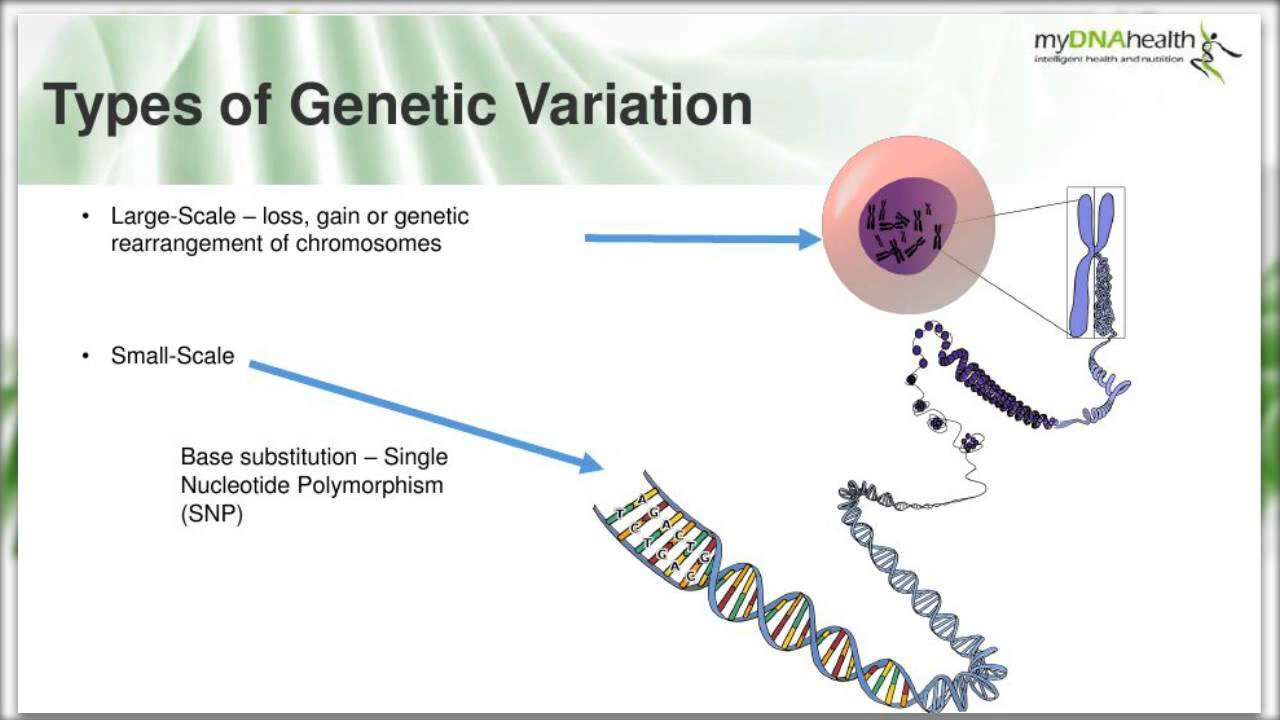 myDNAhealth
intelligent health and nutrition
Types of Genetic Variation
• Large-Scale – loss, gain or genetic
rearrangement of chromosomes
• Small-Scale
Base substitution – Single
Nucleotide Polymorphism
(SNP)
A
T G
C A
T C
G T
A G
C